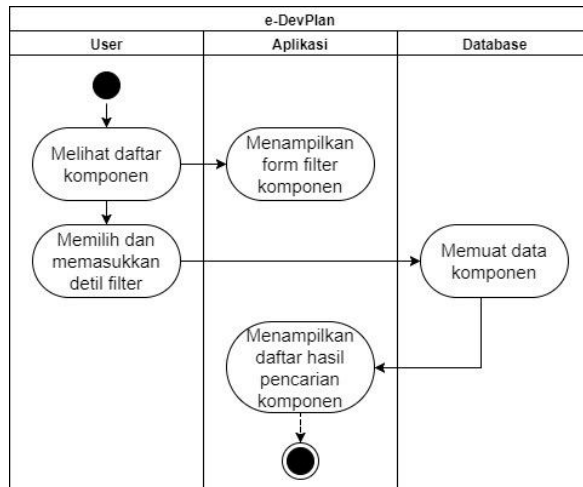 e-DevPlan
User
Aplikasi
Database
Melihat daftar
komponen
Menampilkan
form filter
komponen
Memilih dan
memasukkan
detil filter
Memuat data
komponen
Menampilkan
daftar hasil
pencarian
komponen